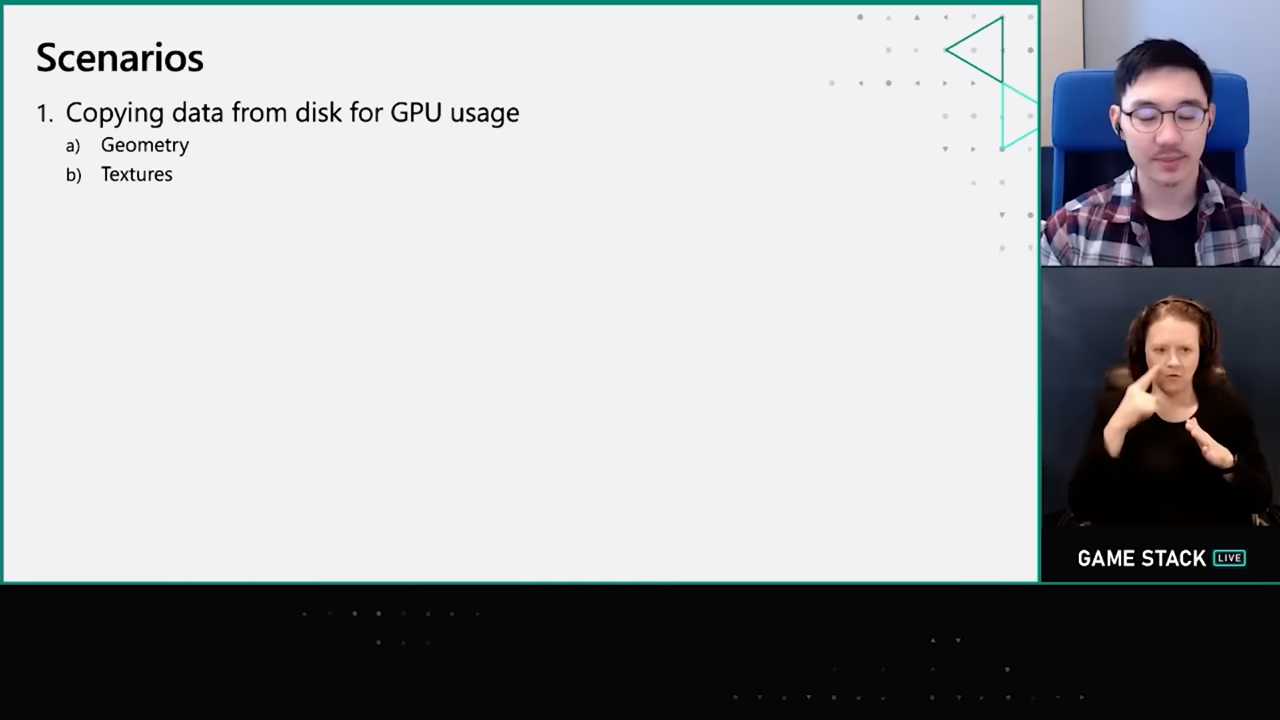 Scenarios
1. Copying data from disk for GPU usage
a) Geometry
b) Textures
GAME STACK LIVE